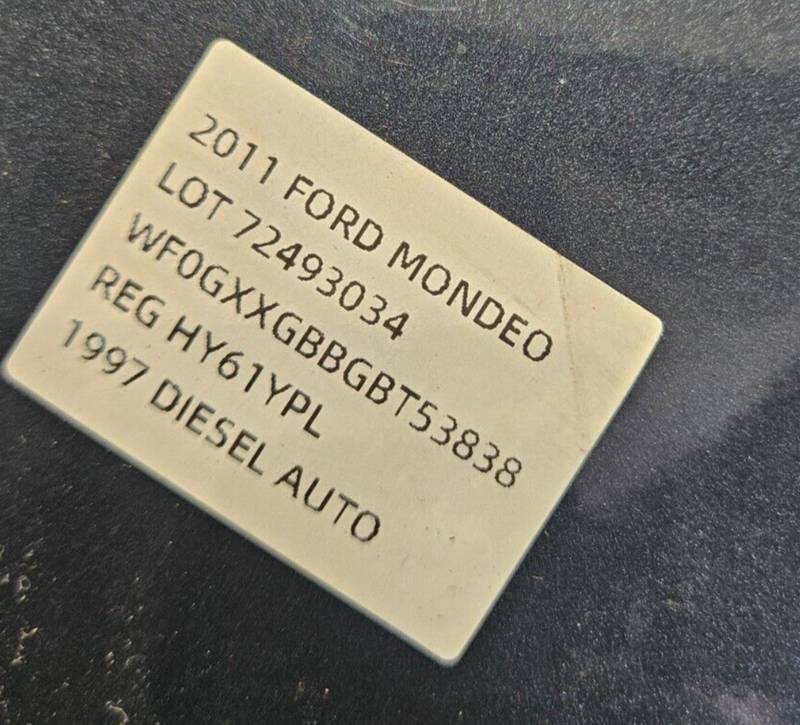 2011 FORD MONDEO
LOT 72493034
WF0GXXGBBGBT53838
REG HY61YPL
1997 DIESEL AUTO